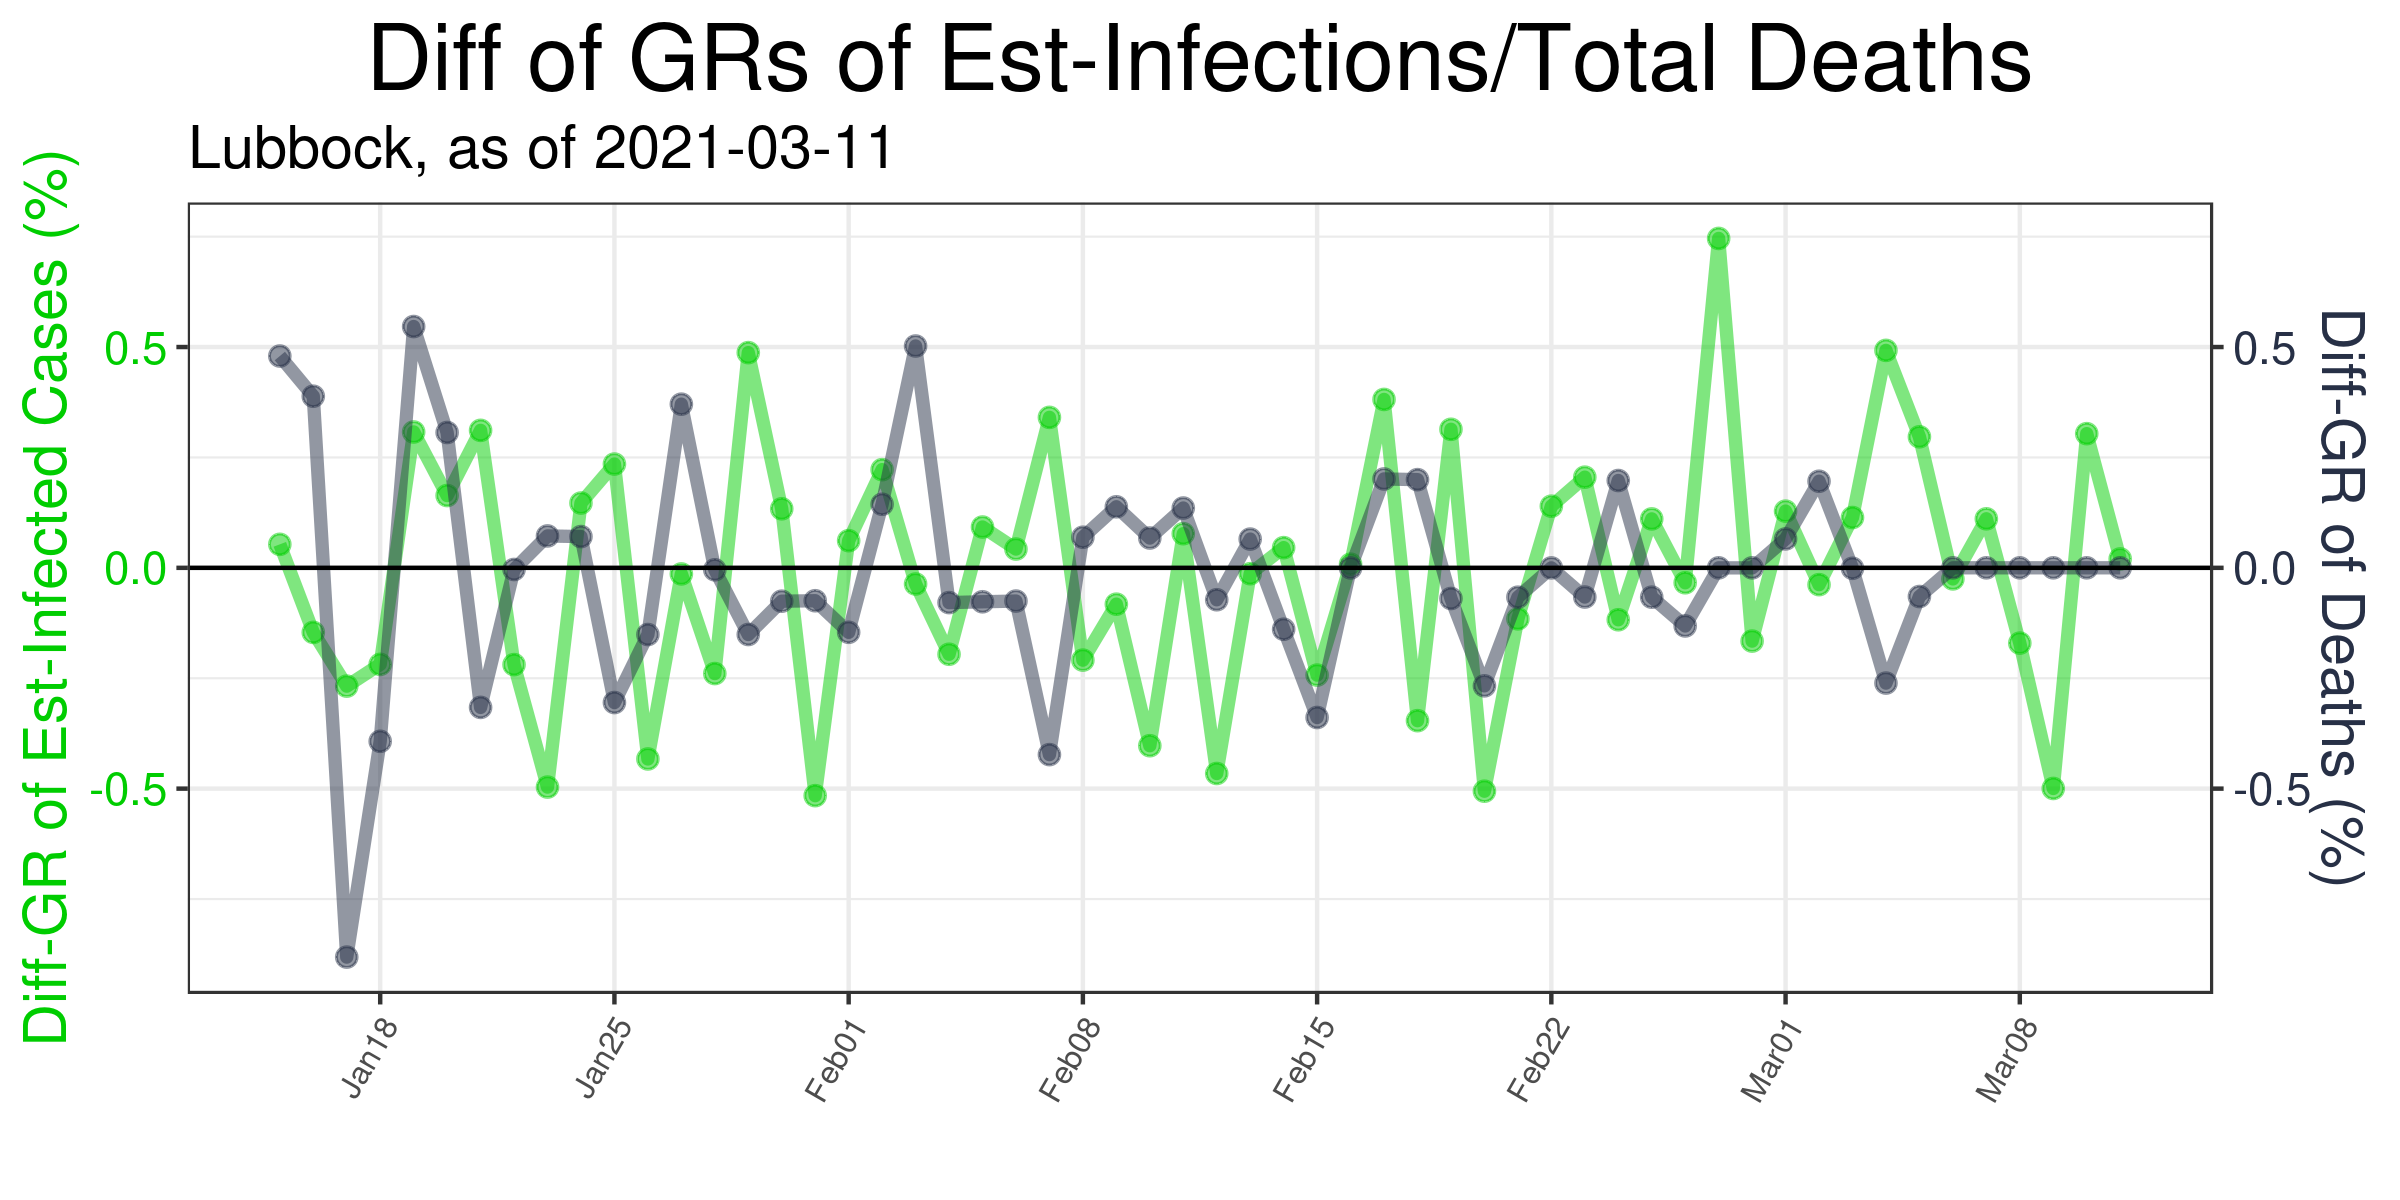 Diff of GRs of Est-Infections/Total Deaths
Lubbock, as of 2021-03-11
Diff-GR of Est-Infected Cases (%)
0.5
0.0
-0.5
0.5
0.0
-0.5
Diff-GR of Deaths (%)
Jan18
Jan25
Feb01
Feb08
Feb15
Feb22
Mar01
Mar08